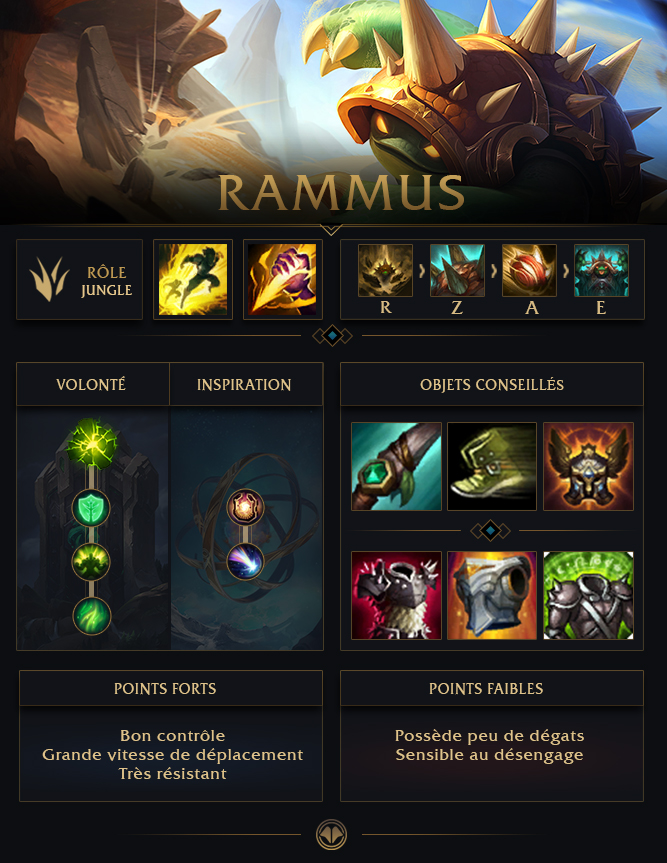 RAMMUS
RÔLE
JUNGLE
R Z A E
VOLONTÉ
INSPIRATION
OBJETS CONSEILLÉS
POINTS FORTS
Bon contrôle
Grande vitesse de déplacement
Très résistant
POINTS FAIBLES
Possède peu de dégats
Sensible au désengage